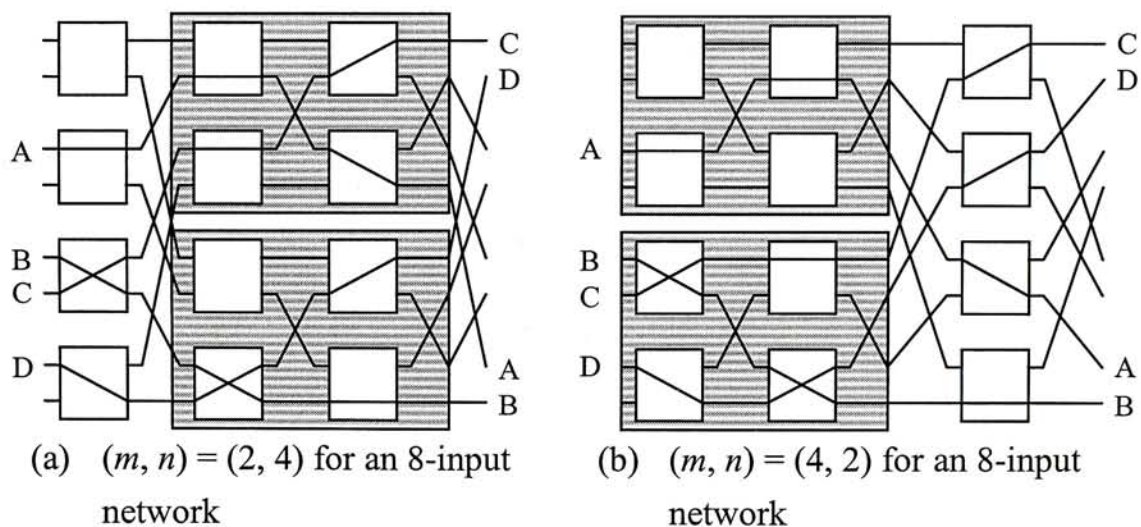 A
B
C
D
C
D
A
B
(a) (m, n) = (2, 4) for an 8-input
network
A
B
C
D
C
D
A
B
(b) (m, n) = (4, 2) for an 8-input
network